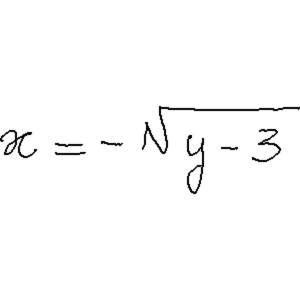 x = -√(y - 3)